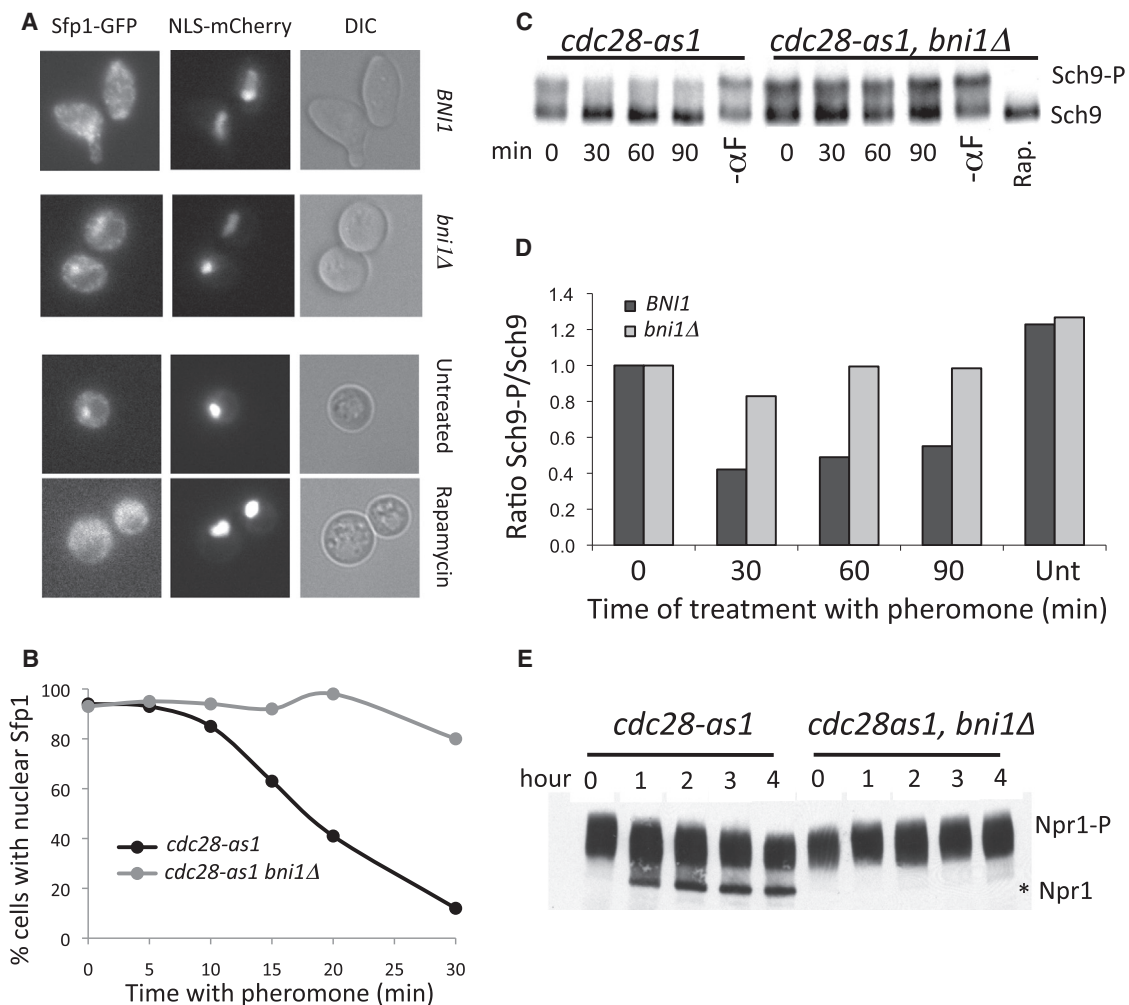 A
Sfp1-GFP NLS-mCherry DIC
BNI1
bni1Δ
Untreated
Rapamycin
B
% cells with nuclear Sfp1
100
80
60
40
20
0
cdc28-as1
cdc28-as1 bni1Δ
0 5 10 15 20 25 30
Time with pheromone (min)
C
cdc28-as1 cdc28-as1, bni1Δ
Sch9-P
Sch9
min 0 30 60 90 -αF 0 30 60 90 -αF Rap.
D
Ratio Sch9-P/Sch9
1.4
1.2
1.0
0.8
0.6
0.4
0.2
0.0
BNI1
bni1Δ
0 30 60 90 Unt
Time of treatment with pheromone (min)
E
cdc28-as1 cdc28as1, bni1Δ
hour 0 1 2 3 4 0 1 2 3 4
Npr1-P
* Npr1